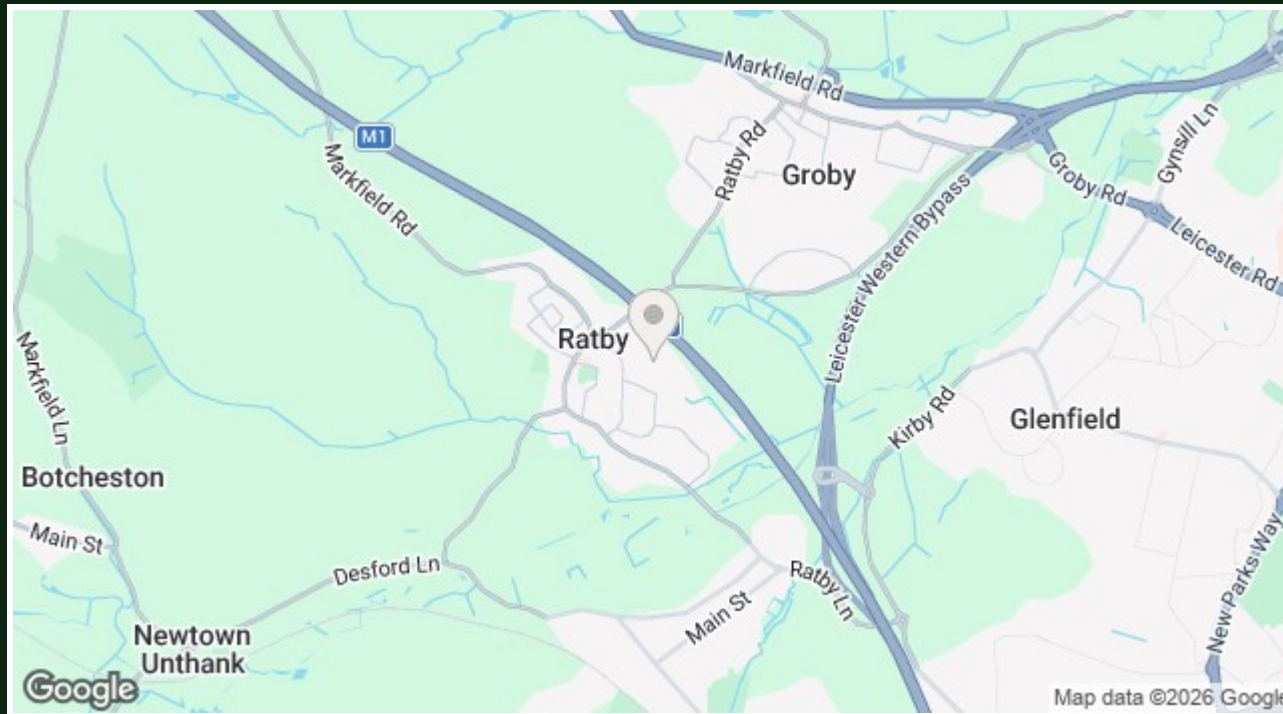 Markfield Rd
M1
Ratby Rd
Groby
Gynsill Ln
Groby Rd
Leicester Rd
Markfield Rd
Leicester Western Bypass
Ratby
Markfield Ln
Kirby Rd
Glenfield
Botcheston
Main St
Desford Ln
Ratby Ln
Main St
New Parks Way
Newtown
Unthank
Google
Map data ©2026 Google